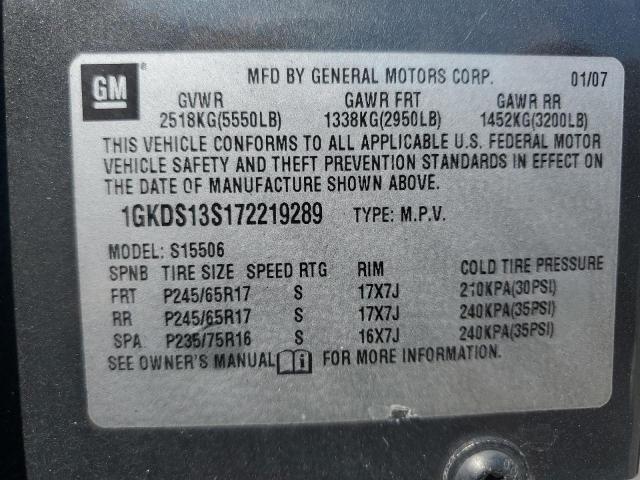 GM ® MFD BY GENERAL MOTORS CORP. 01/07
GVWR GAWR FRT GAWR RR
2518KG(5550LB) 1338KG(2950LB) 1452KG(3200LB)
THIS VEHICLE CONFORMS TO ALL APPLICABLE U.S. FEDERAL MOTOR
VEHICLE SAFETY AND THEFT PREVENTION STANDARDS IN EFFECT ON
THE DATE OF MANUFACTURE SHOWN ABOVE.
1GKDS13S172219289 TYPE: M.P.V.
MODEL: S15506
SPNB TIRE SIZE SPEED RTG RIM COLD TIRE PRESSURE
FRT P245/65R17 S 17X7J 210KPA(30PSI)
RR P245/65R17 S 17X7J 240KPA(35PSI)
SPA P235/75R16 S 16X7J 240KPA(35PSI)
SEE OWNER'S MANUAL FOR MORE INFORMATION.